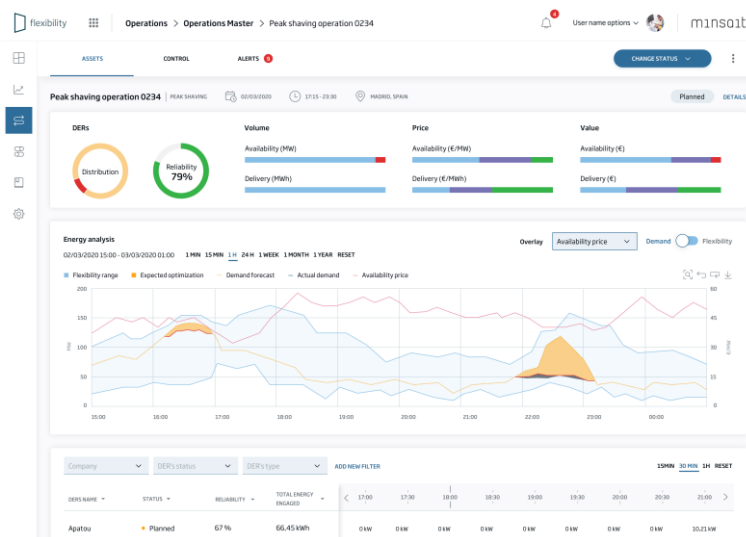 flexibility
Operations > Operations Master > Peak shaving operation 0234
4
User name options
minsait
ASSETS CONTROL ALERTS 9
CHANGE STATUS
Peak shaving operation 0234 | PEAK SHAVING 02/03/2020 17:15 - 23:30 MADRID, SPAIN Planned DETAILS
DERs Volume Price Value
Distribution
Reliability
79%
Availability (MW) Availability (€/MW) Availability (€)
Delivery (MWh) Delivery (€/MWh) Delivery (€)
Energy analysis
02/03/2020 15:00 - 03/03/2020 01:00 1 MIN 15 MIN 1 H 24 H 1 WEEK 1 MONTH 1 YEAR RESET
Overlay Availability price Demand Flexibility
Flexibility range Expected optimization Demand forecast Actual demand Availability price
200 60
150 45
MW 100 30
50 15
0 0
15:00 16:00 17:00 18:00 19:00 20:00 21:00 22:00 23:00 00:00
Company DER's status DER's type ADD NEW FILTER 15MIN 30 MIN 1H RESET
DERS NAME STATUS RELIABILITY TOTAL ENERGY ENGAGED < 17:00 17:30 18:00 18:30 19:00 19:30 20:00 20:30 21:00 >
Apatou Planned 67 % 66,45 kWh 0 kW 0 kW 0 kW 0 kW 0 kW 0 kW 0 kW 0 kW 10,21 kW